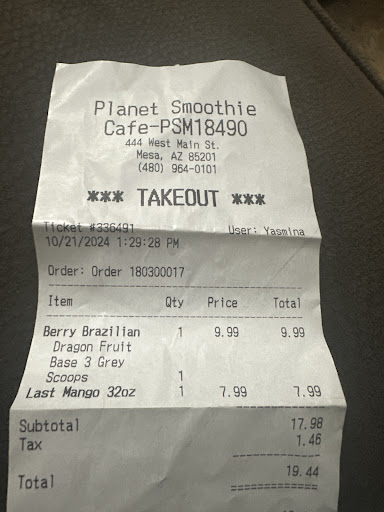 Planet Smoothie
Cafe-PSM18490
444 West Main St.
Mesa, AZ 85201
(480) 964-0101
*** TAKEOUT ***
Ticket #336491 User: Yasmina
10/21/2024 1:29:28 PM
Order: Order 180300017
Item Qty Price Total
Berry Brazilian 1 9.99 9.99
Dragon Fruit
Base 3 Grey
Scoops 1
Last Mango 32oz 1 7.99 7.99
Subtotal 17.98
Tax 1.46
Total 19.44